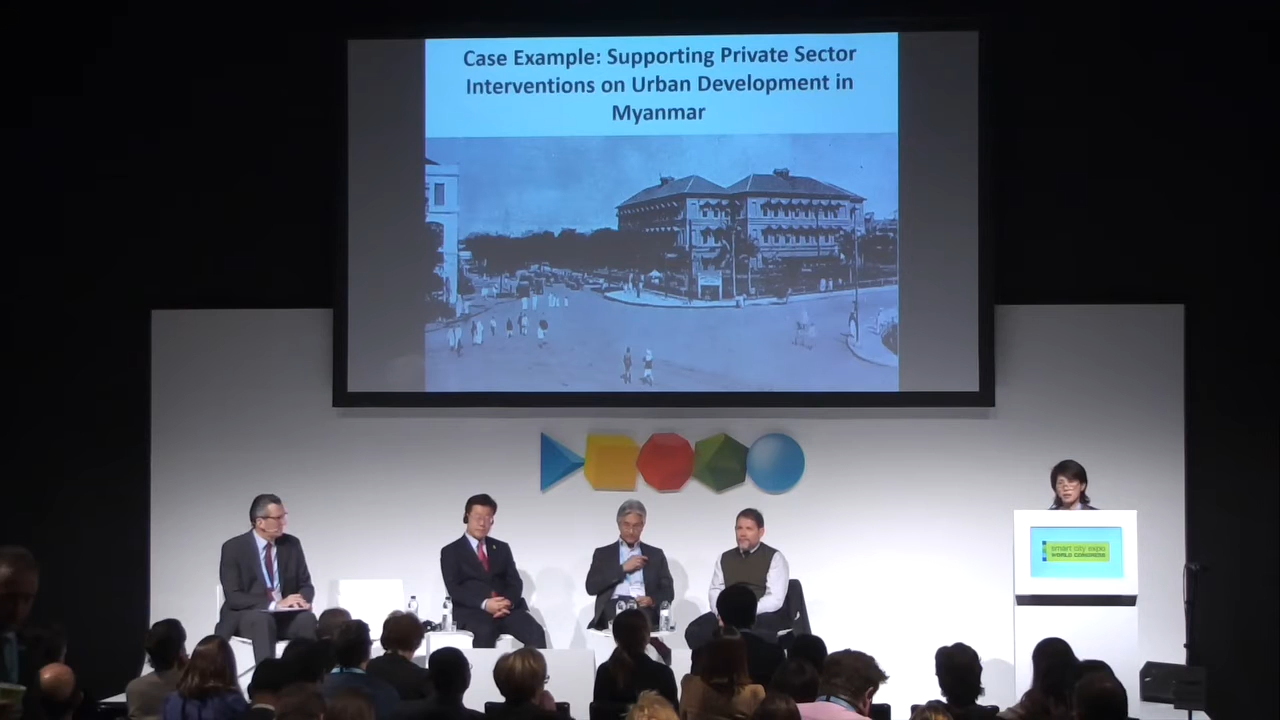 Case Example: Supporting Private Sector
Interventions on Urban Development in
Myanmar
smart city expo
WORLD CONGRESS